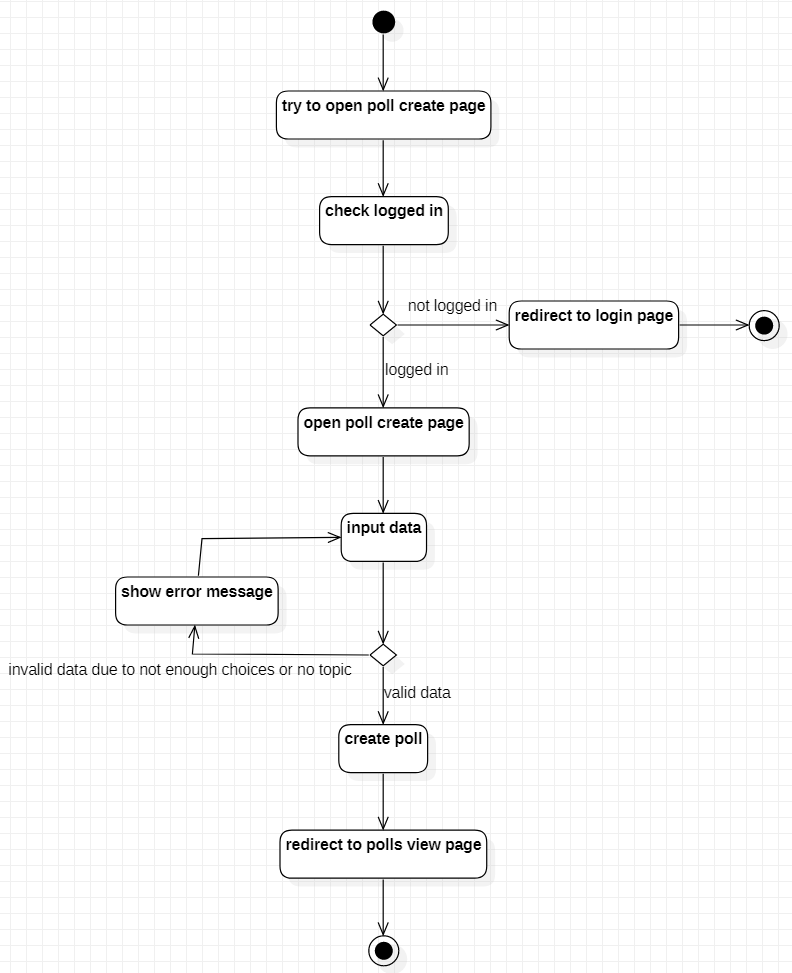 try to open poll create page
check logged in
not logged in
redirect to login page
logged in
open poll create page
input data
show error message
invalid data due to not enough choices or no topic
valid data
create poll
redirect to polls view page